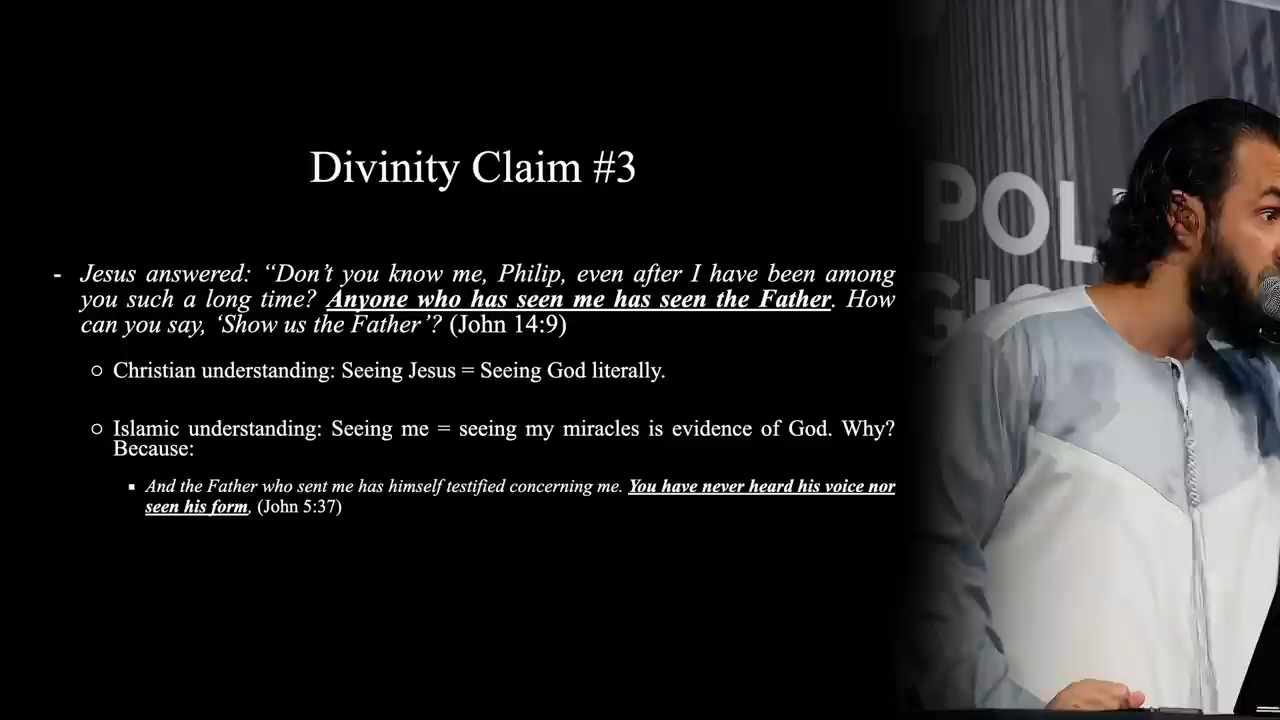 Divinity Claim #3
- Jesus answered: “Don’t you know me, Philip, even after I have been among
you such a long time? Anyone who has seen me has seen the Father. How
can you say, ‘Show us the Father’? (John 14:9)
○ Christian understanding: Seeing Jesus = Seeing God literally.
○ Islamic understanding: Seeing me = seeing my miracles is evidence of God. Why?
Because:
▪ And the Father who sent me has himself testified concerning me. You have never heard his voice nor
seen his form, (John 5:37)
POL